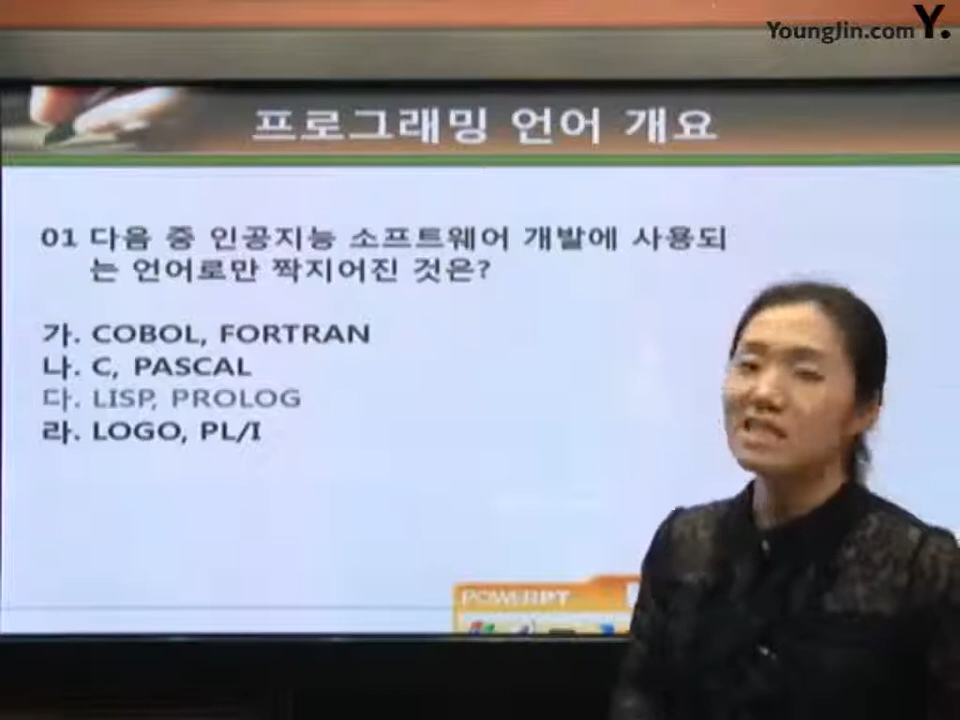 YoungJin.com Y.
프로그래밍 언어 개요
01 다음 중 인공지능 소프트웨어 개발에 사용되
는 언어로만 짝지어진 것은?
가. COBOL, FORTRAN
나. C, PASCAL
다. LISP, PROLOG
라. LOGO, PL/I
POWERPT